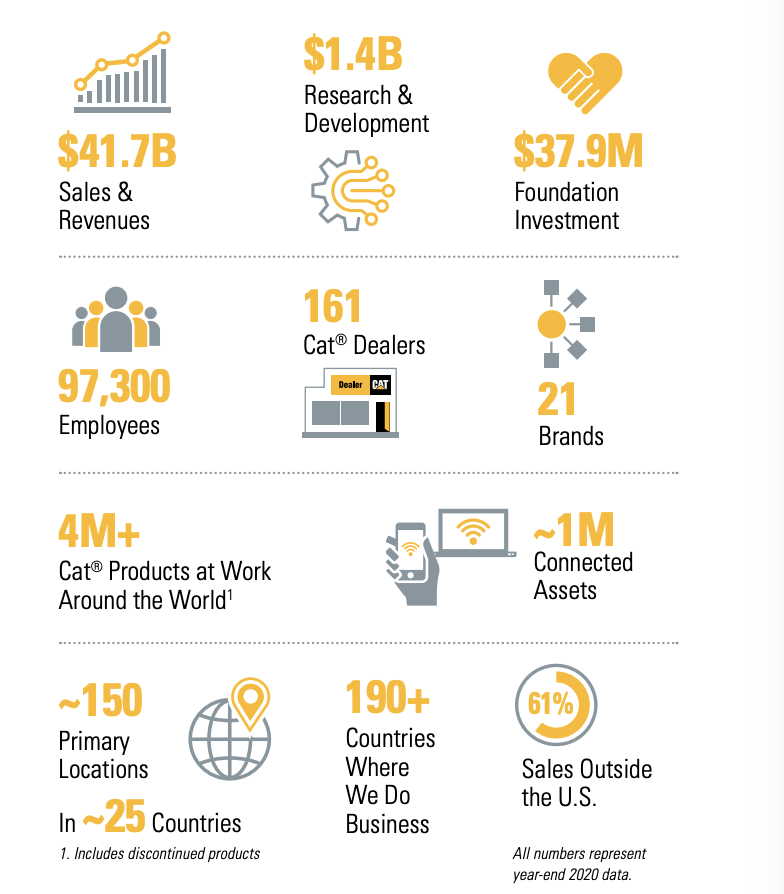 $41.7B
Sales &
Revenues
$1.4B
Research &
Development
$37.9M
Foundation
Investment
97,300
Employees
161
Cat® Dealers
Dealer CAT
21
Brands
4M+
Cat® Products at Work
Around the World¹
~1M
Connected
Assets
~150
Primary
Locations
In ~25 Countries
190+
Countries
Where
We Do
Business
61%
Sales Outside
the U.S.
1. Includes discontinued products
All numbers represent
year-end 2020 data.